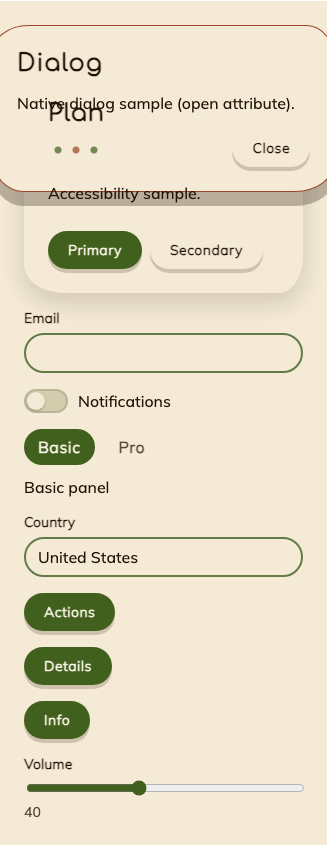 Dialog
Native dialog sample (open attribute).
Plan
Close
Accessibility sample.
Primary Secondary
Email
Notifications
Basic Pro
Basic panel
Country
United States
Actions
Details
Info
Volume
40